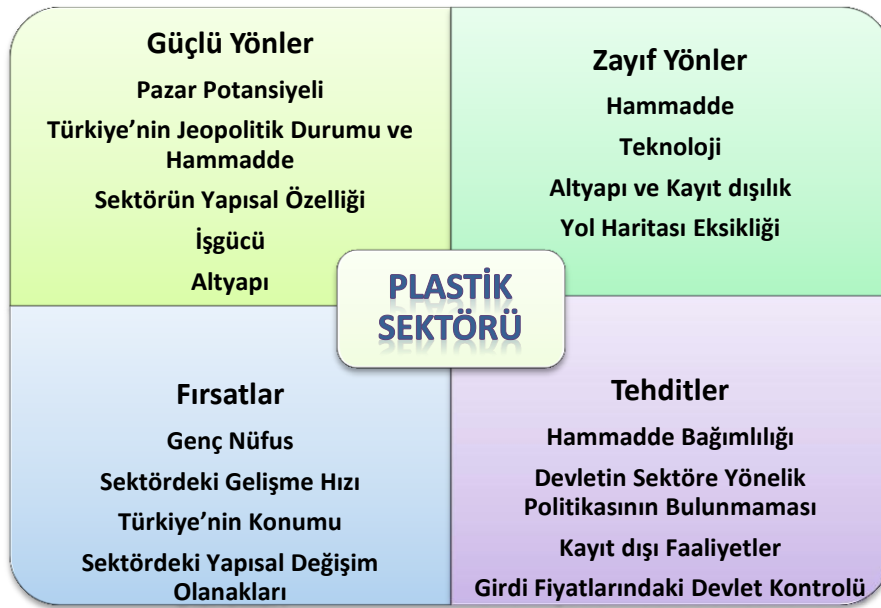 Güçlü Yönler
Pazar Potansiyeli
Türkiye’nin Jeopolitik Durumu ve
Hammadde
Sektörün Yapısal Özelliği
İşgücü
Altyapı
Zayıf Yönler
Hammadde
Teknoloji
Altyapı ve Kayıt dışılık
Yol Haritası Eksikliği
PLASTİK
SEKTÖRÜ
Fırsatlar
Genç Nüfus
Sektördeki Gelişme Hızı
Türkiye’nin Konumu
Sektördeki Yapısal Değişim
Olanakları
Tehditler
Hammadde Bağımlılığı
Devletin Sektöre Yönelik
Politikasının Bulunmaması
Kayıt dışı Faaliyetler
Girdi Fiyatlarındaki Devlet Kontrolü